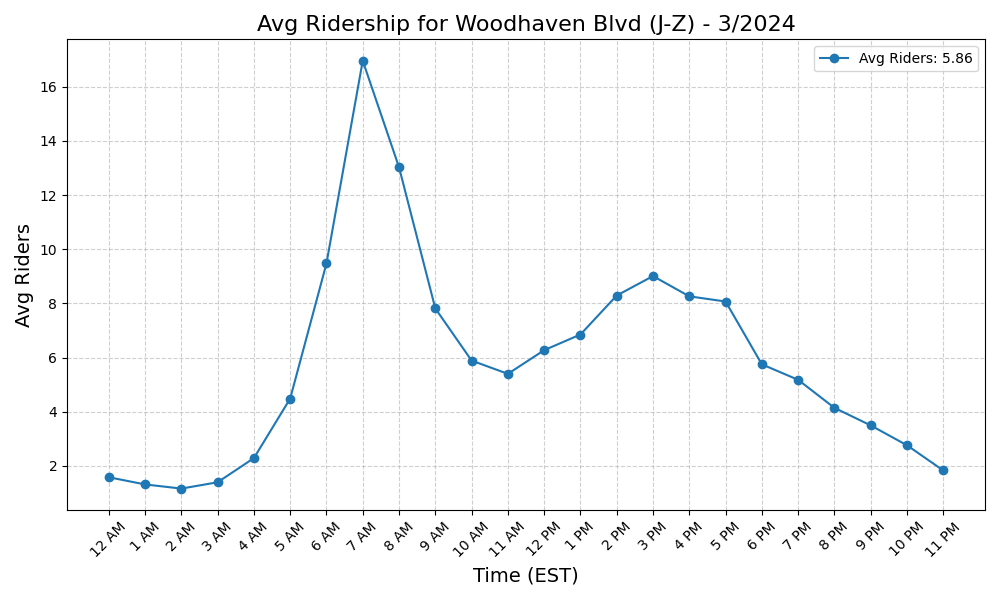 Avg Ridership for Woodhaven Blvd (J-Z) - 3/2024
Avg Riders: 5.86
Avg Riders
16
14
12
10
8
6
4
2
12 AM
1 AM
2 AM
3 AM
4 AM
5 AM
6 AM
7 AM
8 AM
9 AM
10 AM
11 AM
12 PM
1 PM
2 PM
3 PM
4 PM
5 PM
6 PM
7 PM
8 PM
9 PM
10 PM
11 PM
Time (EST)